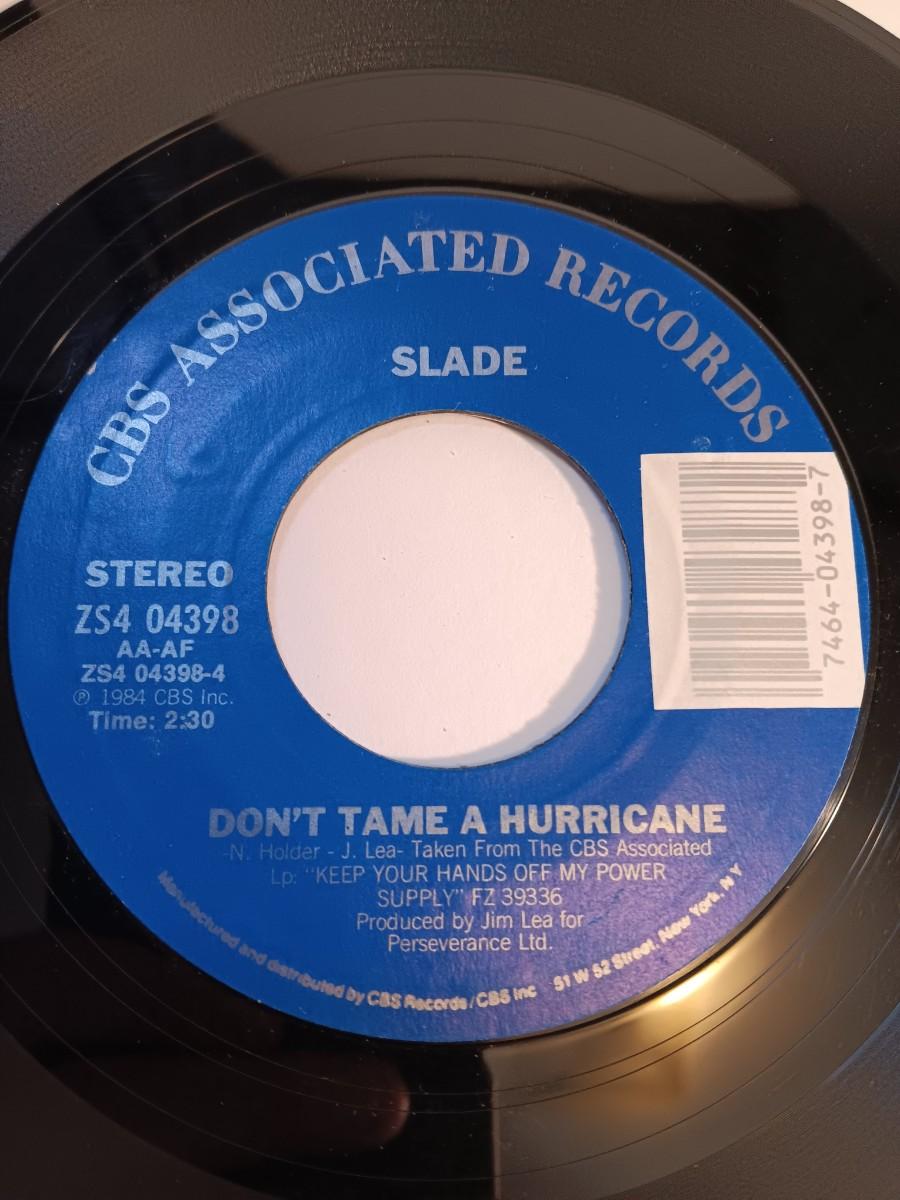 CBS ASSOCIATED RECORDS
SLADE
7464-04398-7
STEREO
ZS4 04398
AA-AF
ZS4 04398-4
℗ 1984 CBS Inc.
Time: 2:30
DON'T TAME A HURRICANE
-N. Holder - J. Lea- Taken From The CBS Associated
Lp: "KEEP YOUR HANDS OFF MY POWER
SUPPLY" FZ 39336
Produced by Jim Lea for
Perseverance Ltd.
Manufactured and distributed by CBS Records/CBS Inc 51 W 52 Street, New York, N Y